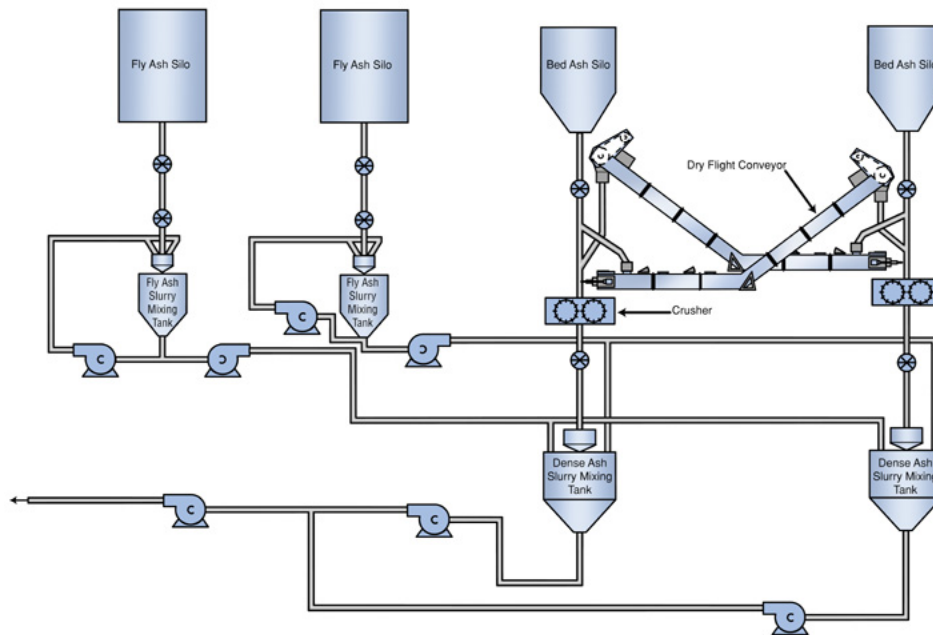 Fly Ash Silo
Fly Ash Silo
Bed Ash Silo
Bed Ash Silo
Dry Flight Conveyor
Fly Ash
Slurry
Mixing
Tank
Fly Ash
Slurry
Mixing
Tank
Crusher
C
C
C
C
Dense Ash
Slurry Mixing
Tank
Dense Ash
Slurry Mixing
Tank
C
C
C